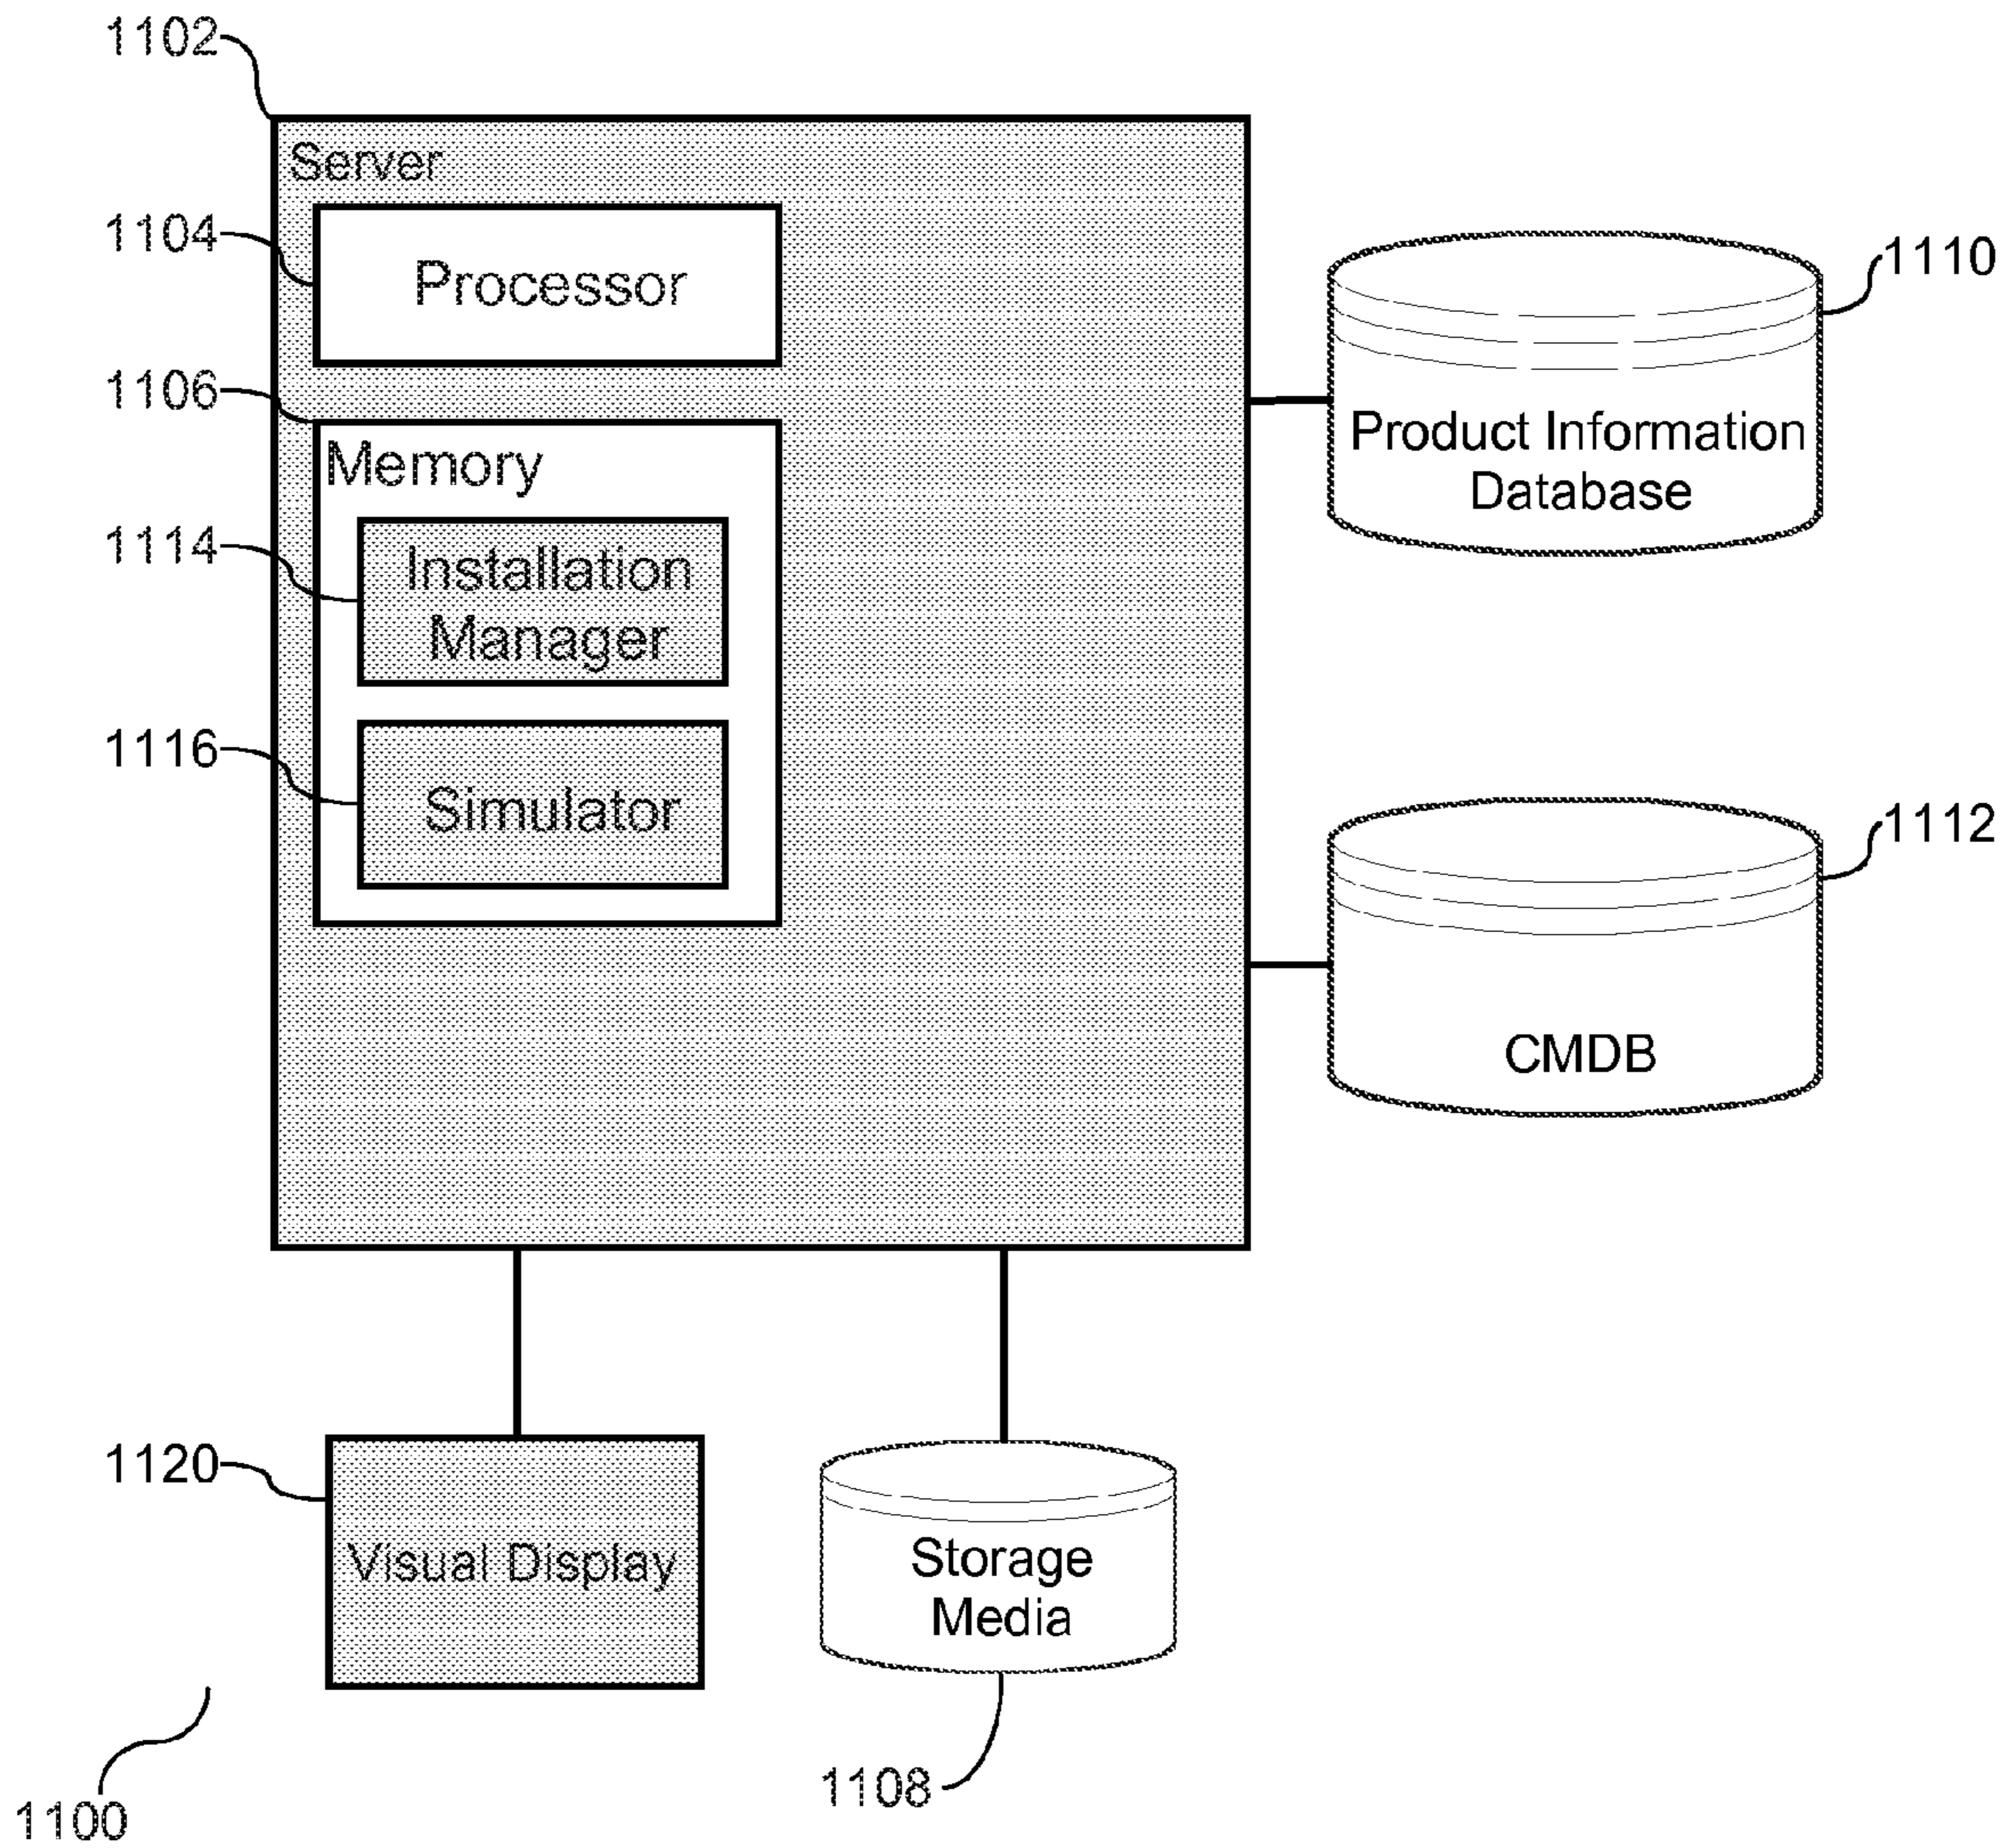 1102
Server
1104
Processor
1110
1106
Memory
Product Information
Database
1114
Installation
Manager
1116
Simulator
1112
CMDB
1120
Visual Display
Storage
Media
1108
1100